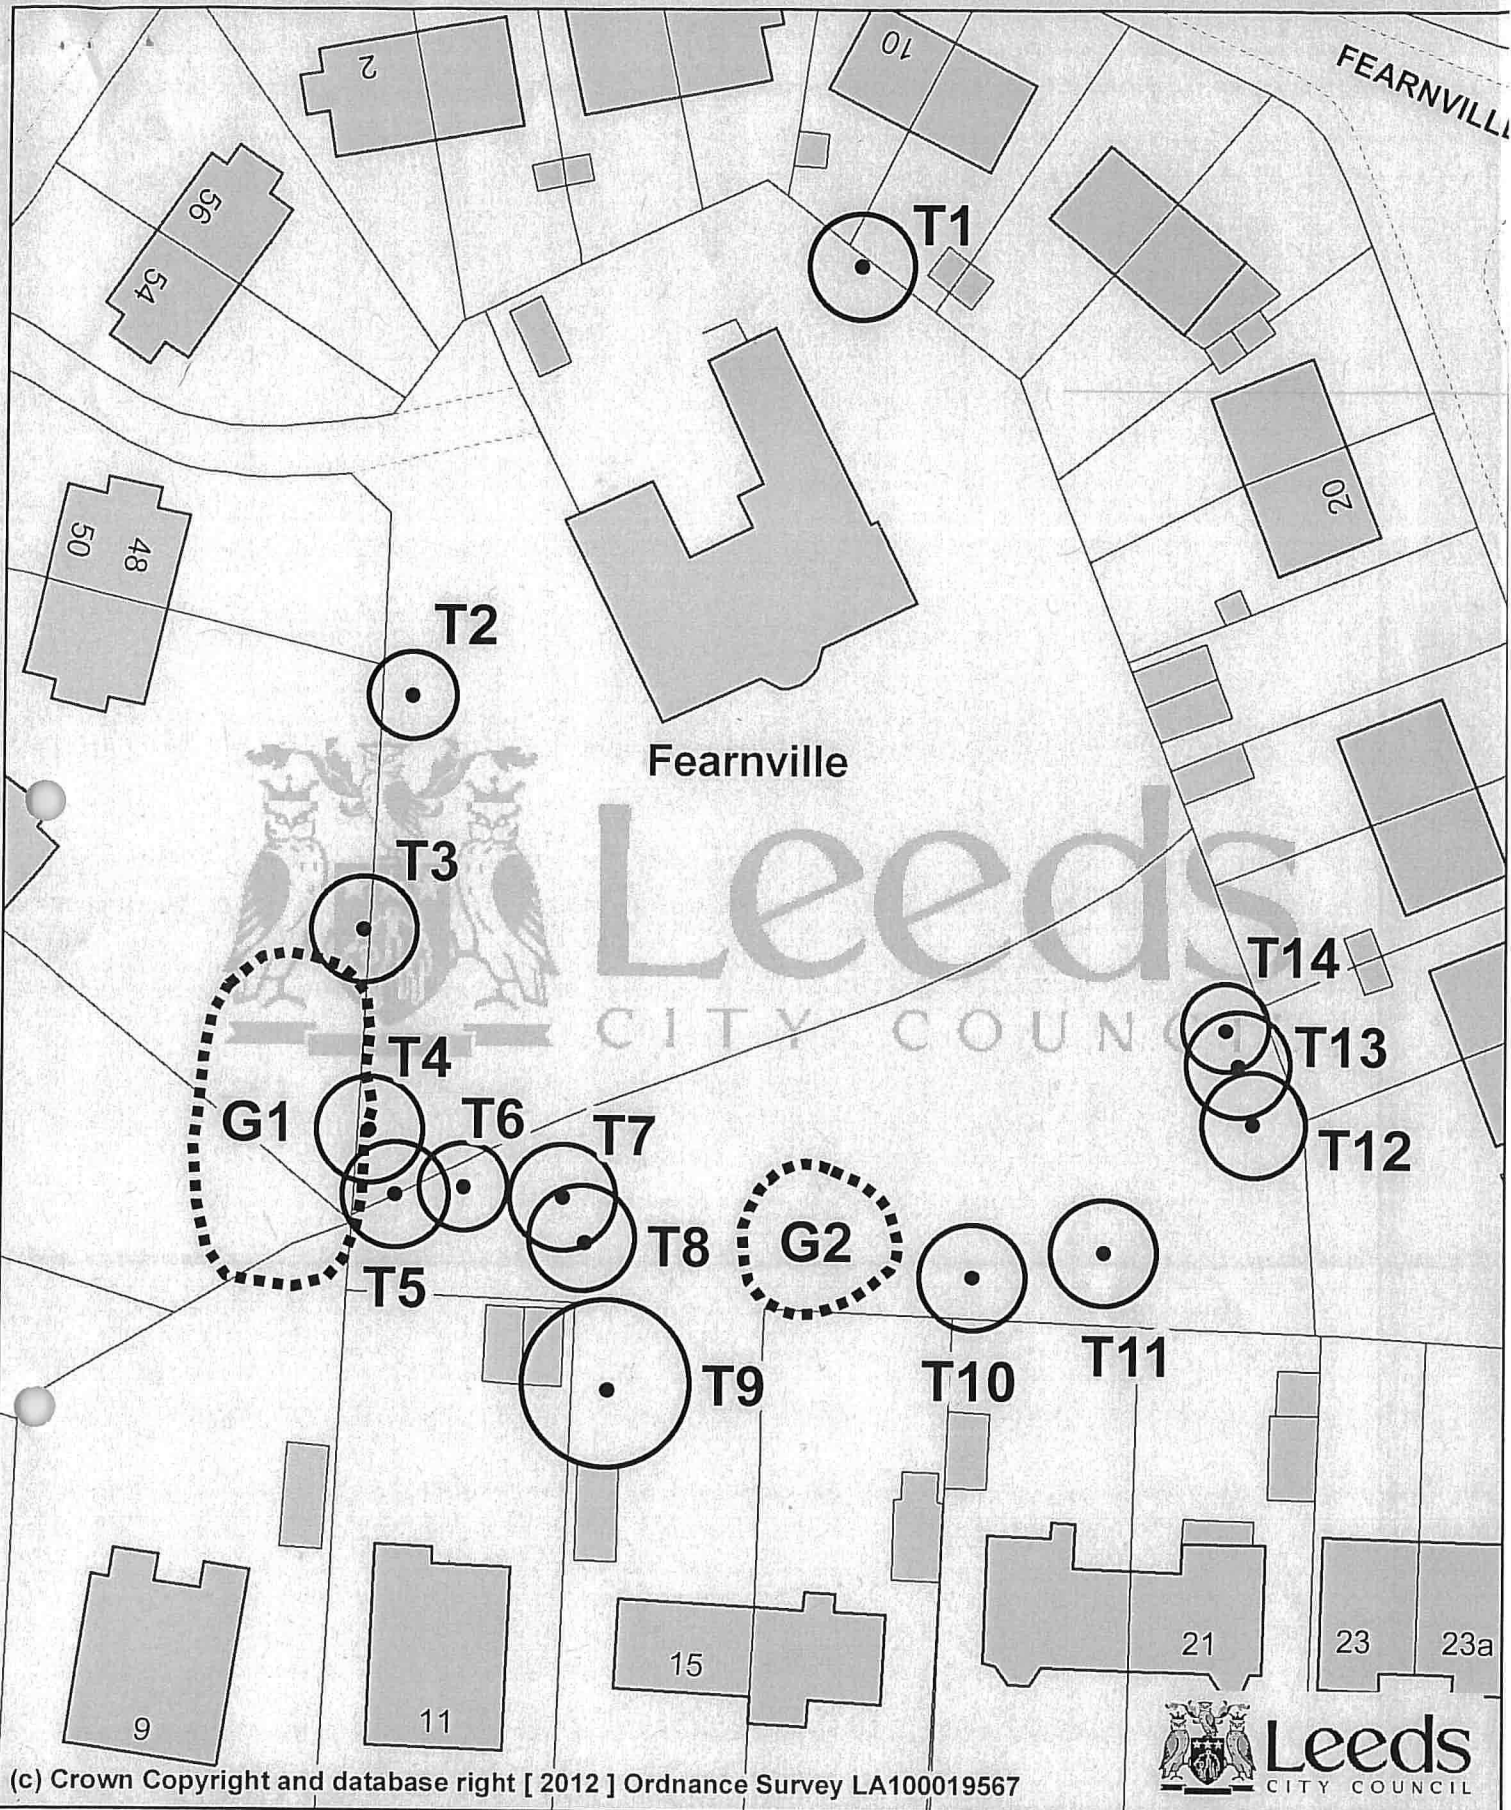 2
10
FEARNVILL
56
T1
54
20
50
48
T2
Fearnville
T3
Leeds
CITY COUNC
T14
T4
T13
G1
T6
T7
T12
G2
T8
T5
T11
T9
T10
21
23
23a
15
11
9
Leeds
CITY COUNCIL
(c) Crown Copyright and database right [ 2012 ] Ordnance Survey LA100019567